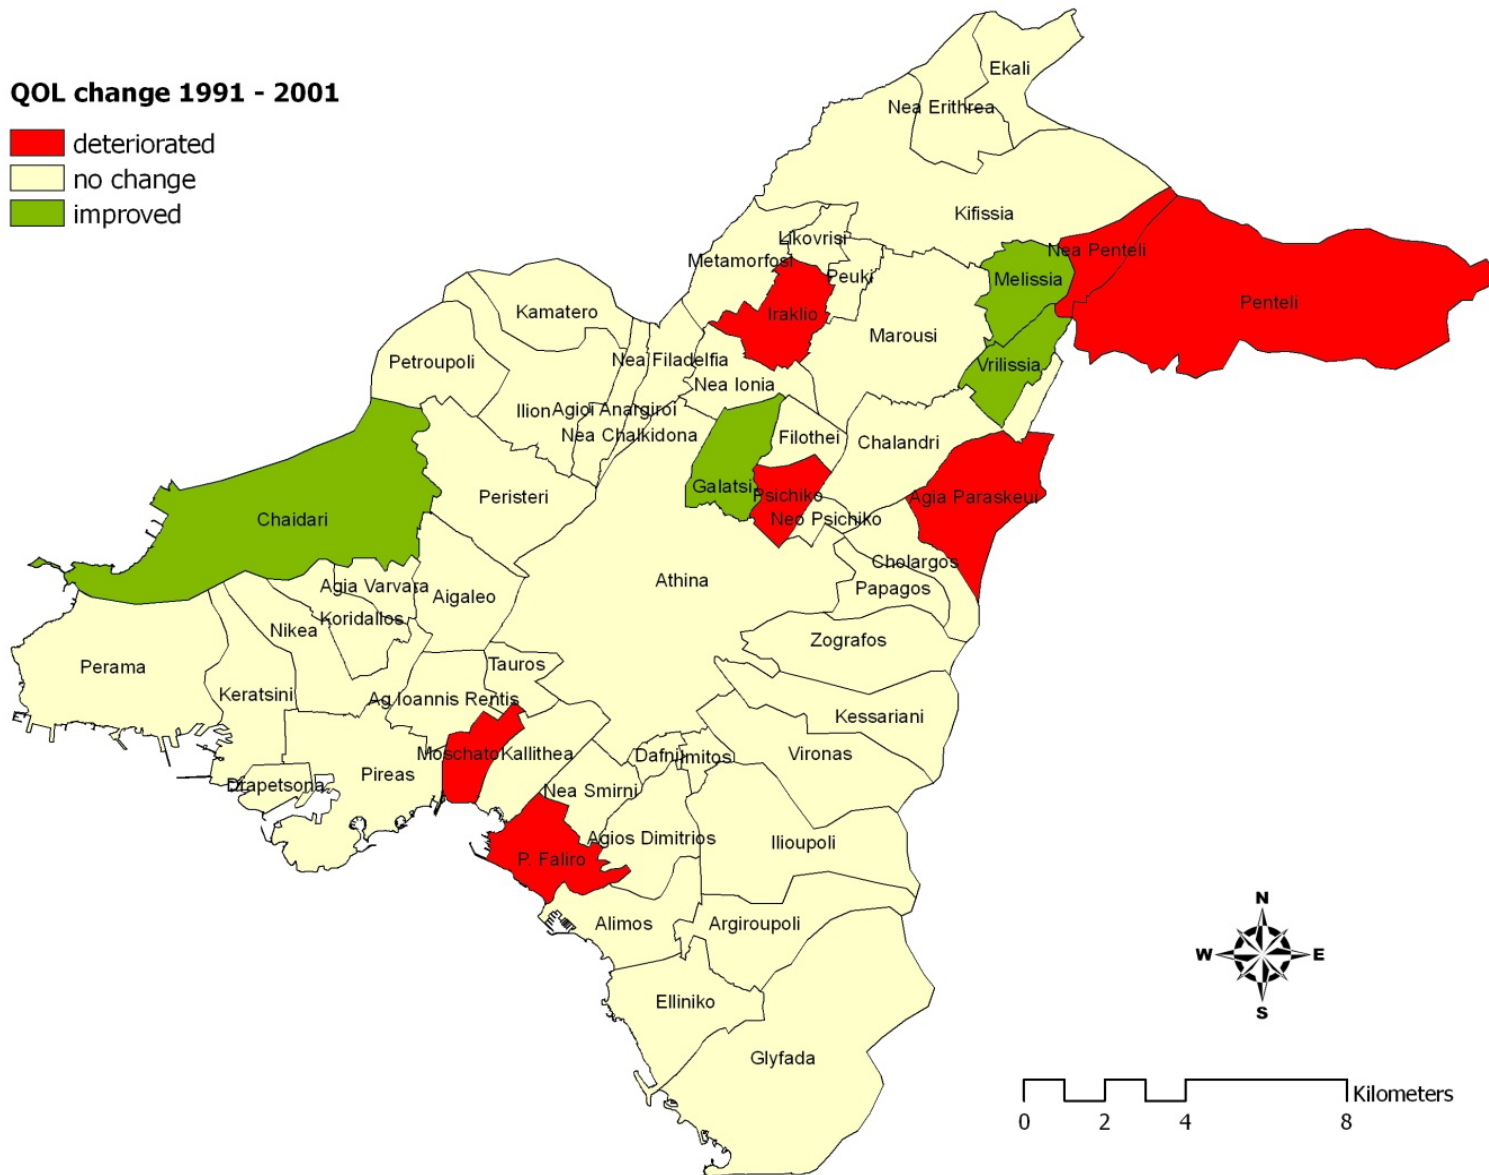 QOL change 1991 - 2001
deteriorated
no change
improved
Ekali
Nea Erithrea
Kifissia
Likovrisi
Nea Penteli
Metamorfosi
Peuki
Melissia
Penteli
Kamatero
Iraklio
Marousi
Petroupoli
Nea Filadelfia
Vrilissia
Nea Ionia
Ilion
Agioi Anargiroi
Nea Chalkidona
Filothei
Chalandri
Galatsi
Psichiko
Agia Paraskeui
Peristeri
Chaidari
Neo Psichiko
Cholargos
Athina
Papagos
Agia Varvara
Aigaleo
Koridallos
Nikea
Zografos
Perama
Tauros
Keratsini
Ag Ioannis Rentis
Kessariani
Moschato
Kallithea
Dafni
Imitos
Vironas
Pireas
Drapetsona
Nea Smirni
Agios Dimitrios
Ilioupoli
P. Faliro
Alimos
Argiroupoli
Elliniko
Glyfada
N
W E
S
Kilometers
0 2 4 8